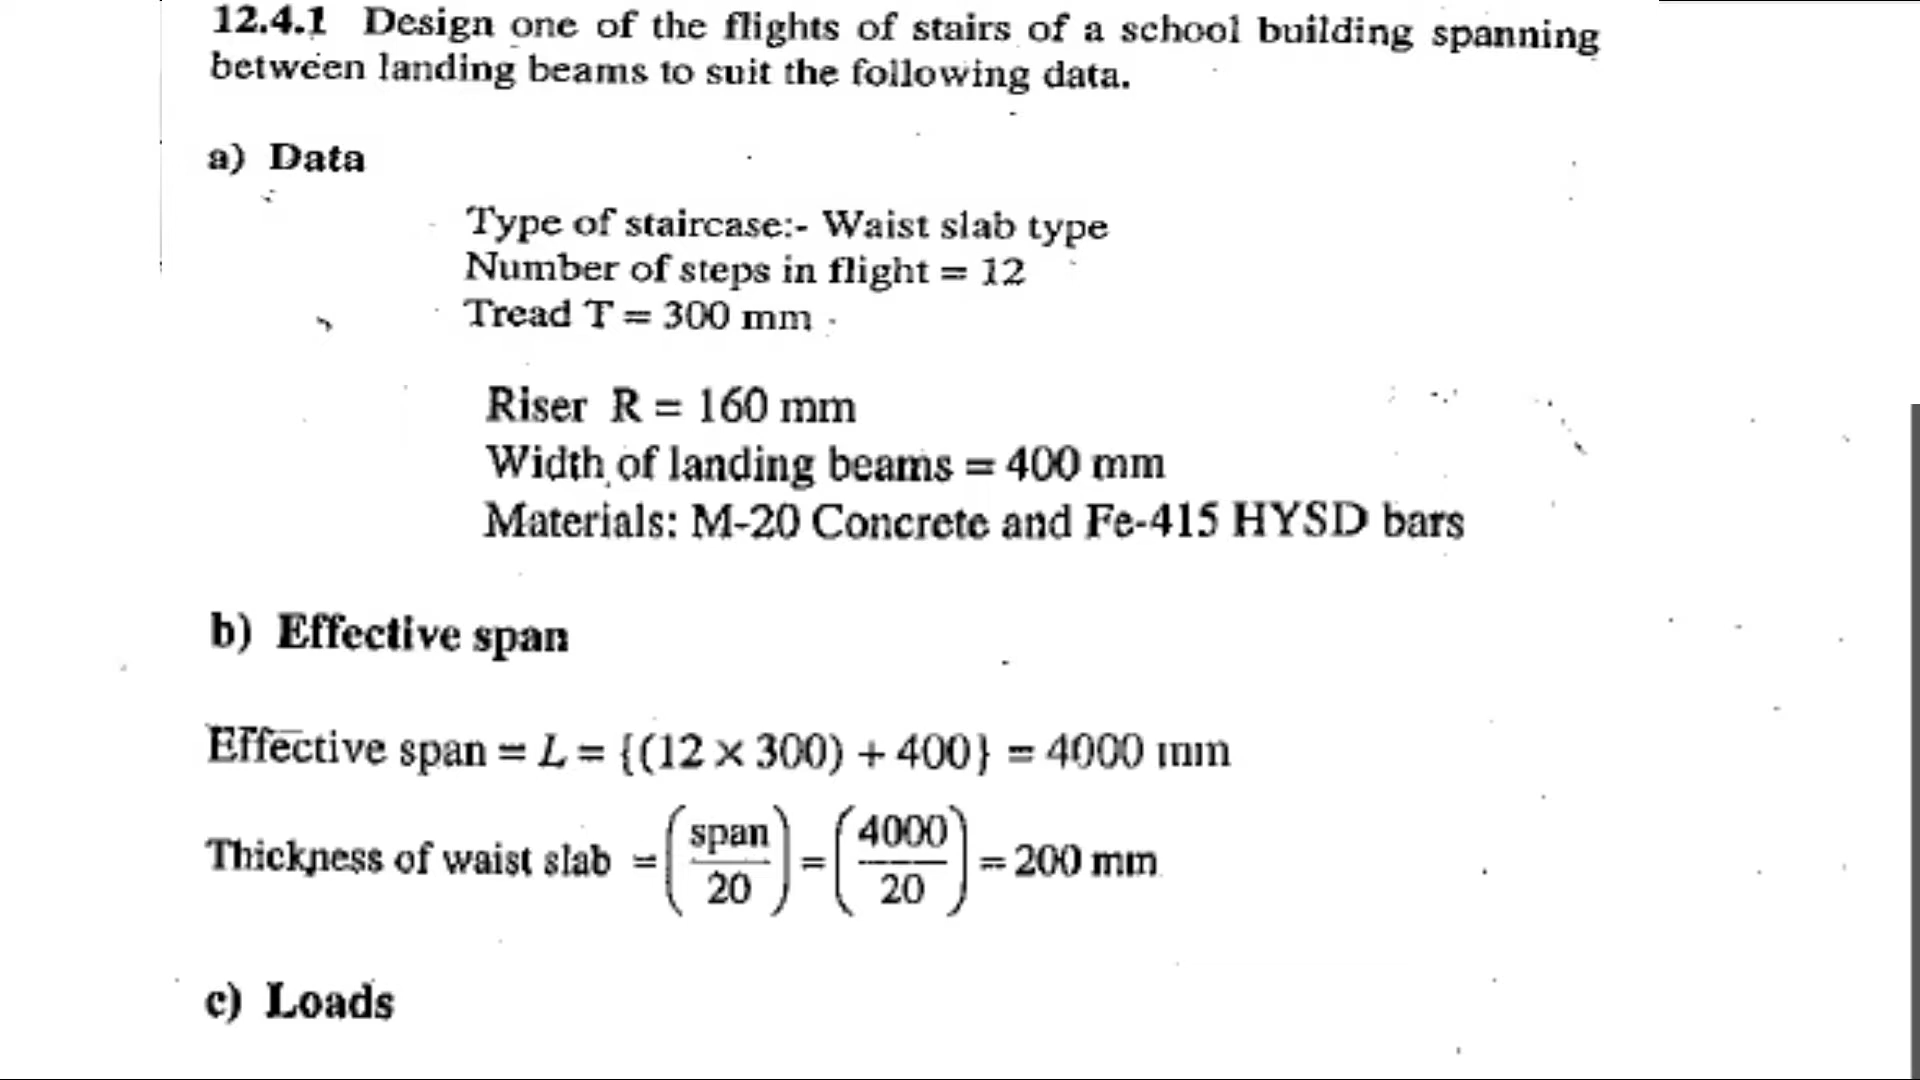 12.4.1 Design one of the flights of stairs of a school building spanning
between landing beams to suit the following data.
a) Data
Type of staircase:- Waist slab type
Number of steps in flight = 12
Tread T = 300 mm
Riser R = 160 mm
Width of landing beams = 400 mm
Materials: M-20 Concrete and Fe-415 HYSD bars
b) Effective span
Effective span = L = {(12 × 300) + 400} = 4000 mm
Thickness of waist slab = (span/20) = (4000/20) = 200 mm
c) Loads